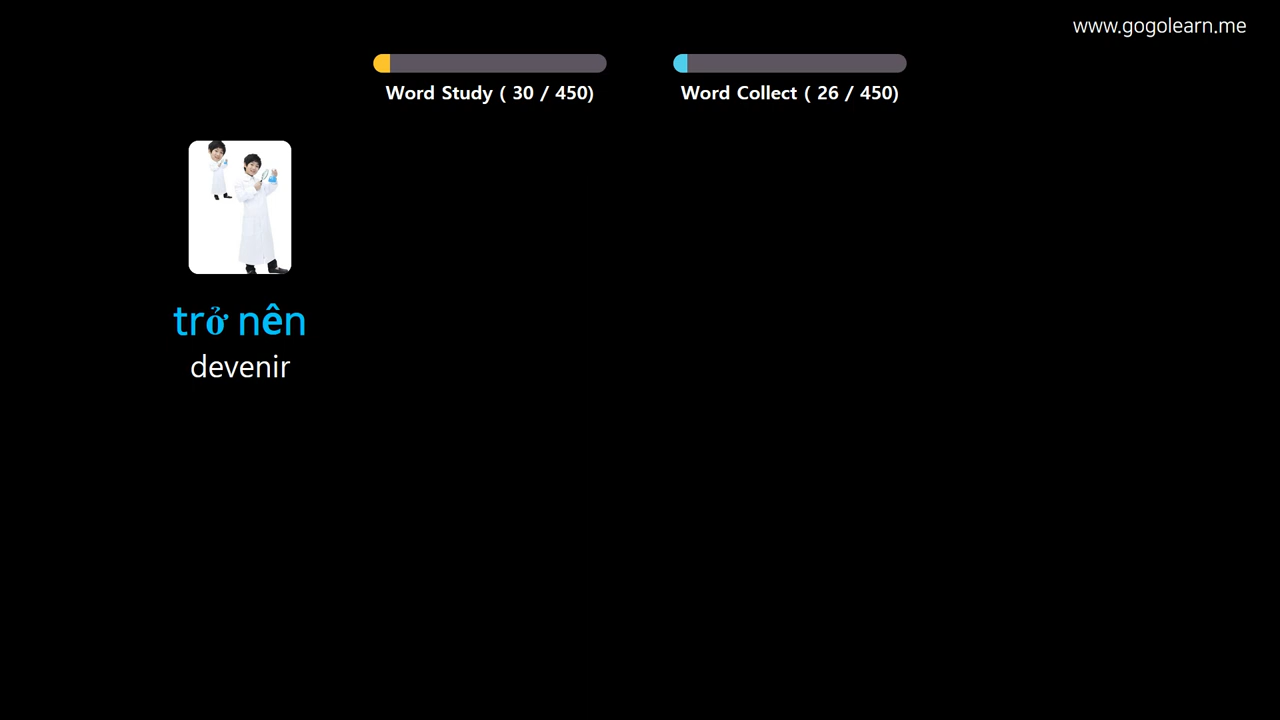 www.gogolearn.me
Word Study ( 30 / 450)
Word Collect ( 26 / 450)
trở nên
devenir